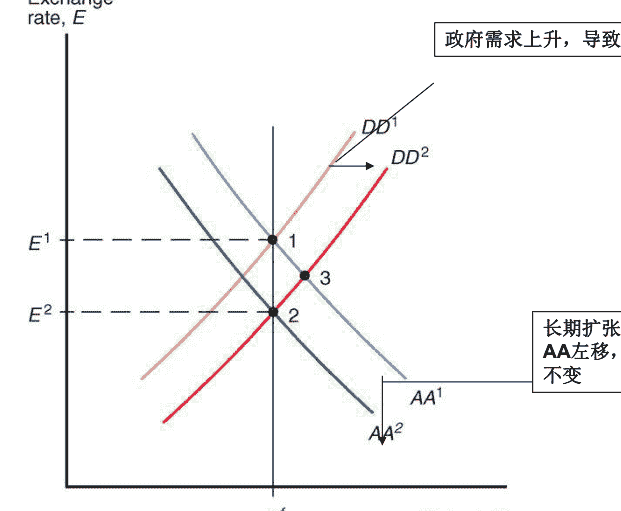 Exchange
rate, E
政府需求上升，导致
DD¹
DD²
E¹
1
3
E²
2
长期扩张
AA左移，
不变
AA¹
AA²